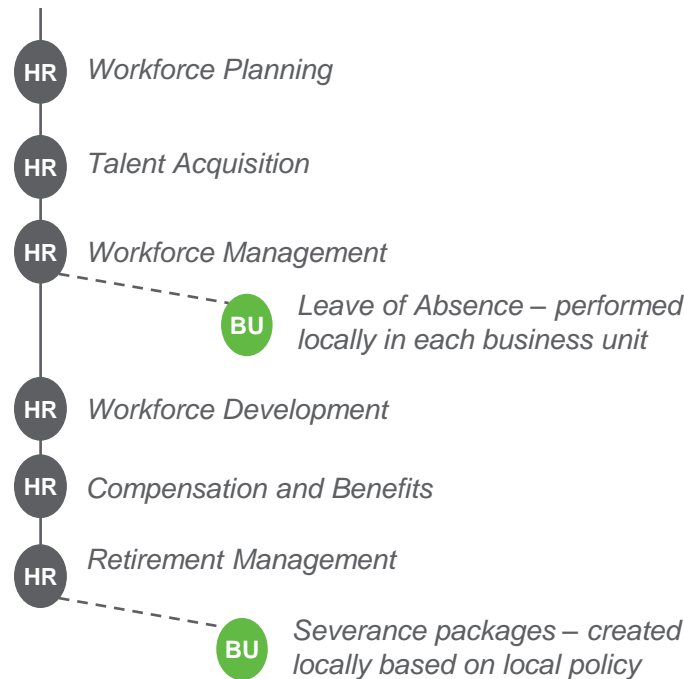 HR Workforce Planning
HR Talent Acquisition
HR Workforce Management
BU Leave of Absence – performed
locally in each business unit
HR Workforce Development
HR Compensation and Benefits
HR Retirement Management
BU Severance packages – created
locally based on local policy